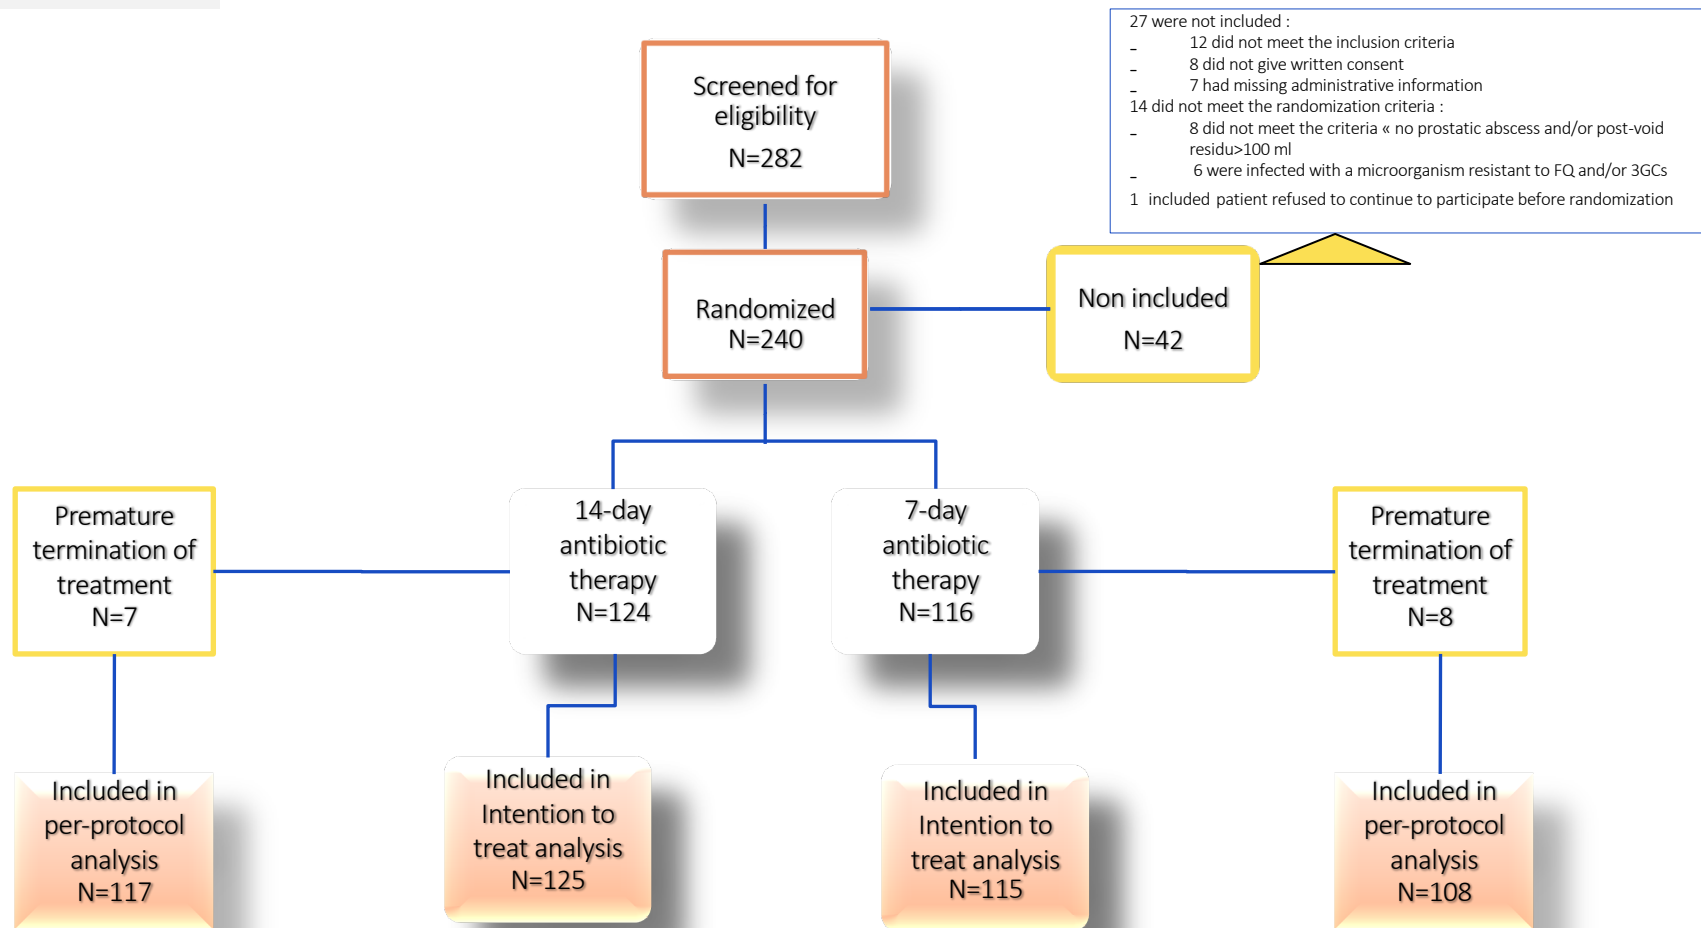 27 were not included :
- 12 did not meet the inclusion criteria
- 8 did not give written consent
- 7 had missing administrative information
14 did not meet the randomization criteria :
- 8 did not meet the criteria « no prostatic abscess and/or post-void
residu>100 ml
- 6 were infected with a microorganism resistant to FQ and/or 3GCs
1 included patient refused to continue to participate before randomization
Screened for
eligibility
N=282
Randomized
N=240
Non included
N=42
Premature
termination of
treatment
N=7
14-day
antibiotic
therapy
N=124
7-day
antibiotic
therapy
N=116
Premature
termination of
treatment
N=8
Included in
per-protocol
analysis
N=117
Included in
Intention to
treat analysis
N=125
Included in
Intention to
treat analysis
N=115
Included in
per-protocol
analysis
N=108